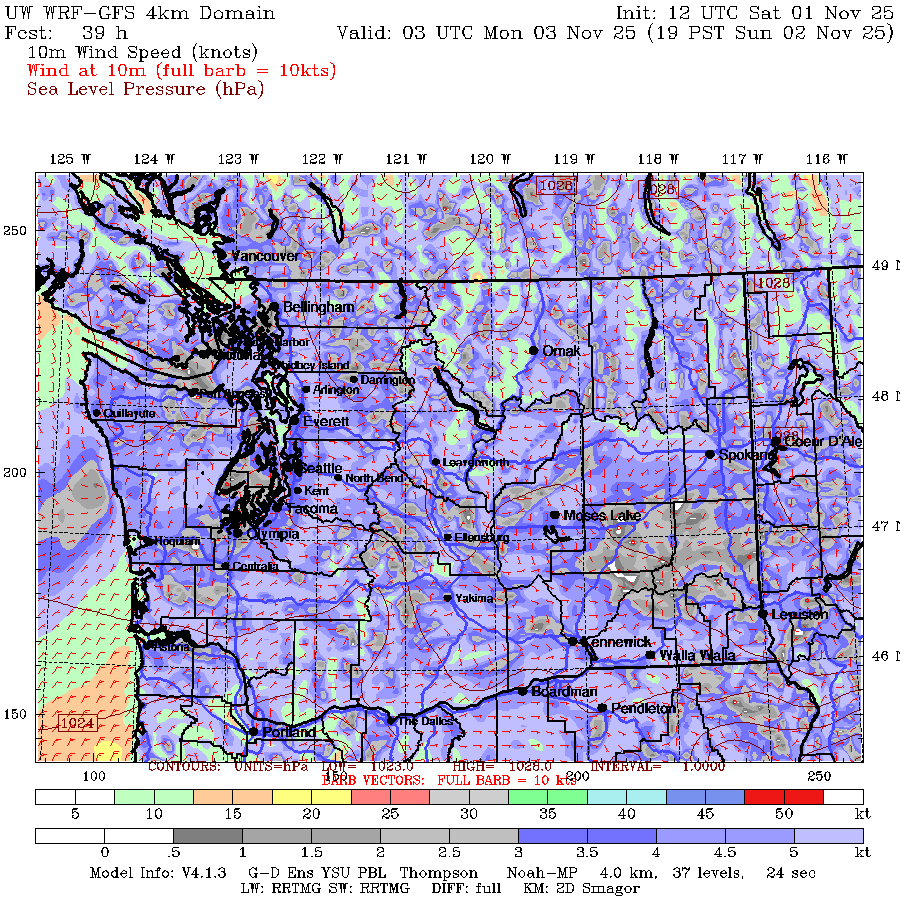 UW WRF-GFS 4km Domain Init: 12 UTC Sat 01 Nov 25
Fcst: 39 h Valid: 03 UTC Mon 03 Nov 25 (19 PST Sun 02 Nov 25)
10m Wind Speed (knots)
Wind at 10m (full barb = 10kts)
Sea Level Pressure (hPa)
125 W 124 W 123 W 122 W 121 W 120 W 119 W 118 W 117 W 116 W
1028 1028
250
Vancouver
49 N
1028
Bellingham
Harbor
Omak
Whidbey Island
Darrington
Arlington
Port Angeles
48 N
Quillayute
Everett
1028
Coeur D'Alene
Spokane
Leavenworth
Seattle
200
North Bend
Kent
Tacoma
Moses Lake
47 N
Olympia
Hoquiam
Ellensburg
Centralia
Yakima
Lewiston
Kennewick
Astoria
Walla Walla
46 N
Boardman
Pendleton
150
1024
The Dalles
Portland
CONTOURS: UNITS=hPa LOW= 1023.0 HIGH= 1028.0 INTERVAL= 1.0000
100 150 200 250
BARB VECTORS: FULL BARB = 10 kts
5 10 15 20 25 30 35 40 45 50 kt
0 .5 1 1.5 2 2.5 3 3.5 4 4.5 5 kt
Model Info: V4.1.3 G-D Ens YSU PBL Thompson Noah-MP 4.0 km, 37 levels, 24 sec
LW: RRTMG SW: RRTMG DIFF: full KM: 2D Smagor